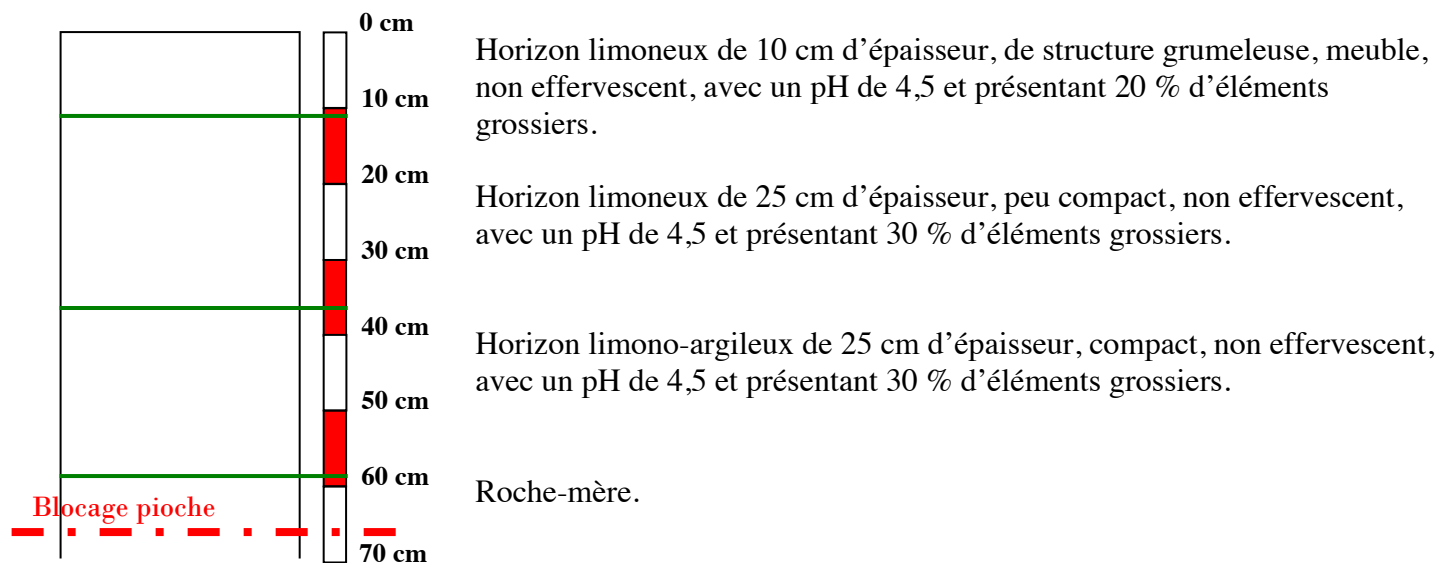 0 cm
Horizon limoneux de 10 cm d’épaisseur, de structure grumeleuse, meuble,
non effervescent, avec un pH de 4,5 et présentant 20 % d’éléments
grossiers.
10 cm
20 cm
Horizon limoneux de 25 cm d’épaisseur, peu compact, non effervescent,
avec un pH de 4,5 et présentant 30 % d’éléments grossiers.
30 cm
40 cm
Horizon limono-argileux de 25 cm d’épaisseur, compact, non effervescent,
avec un pH de 4,5 et présentant 30 % d’éléments grossiers.
50 cm
60 cm
Roche-mère.
Blocage pioche
70 cm